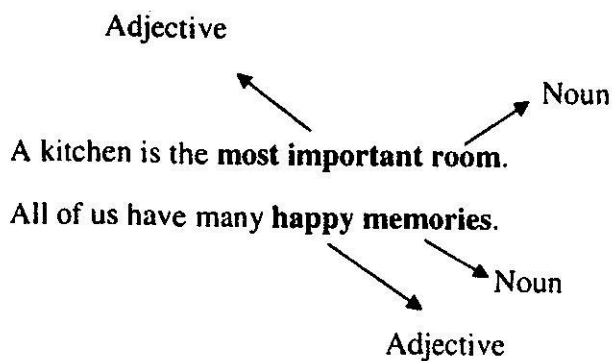 Adjective
Noun
A kitchen is the most important room.
All of us have many happy memories.
Noun
Adjective